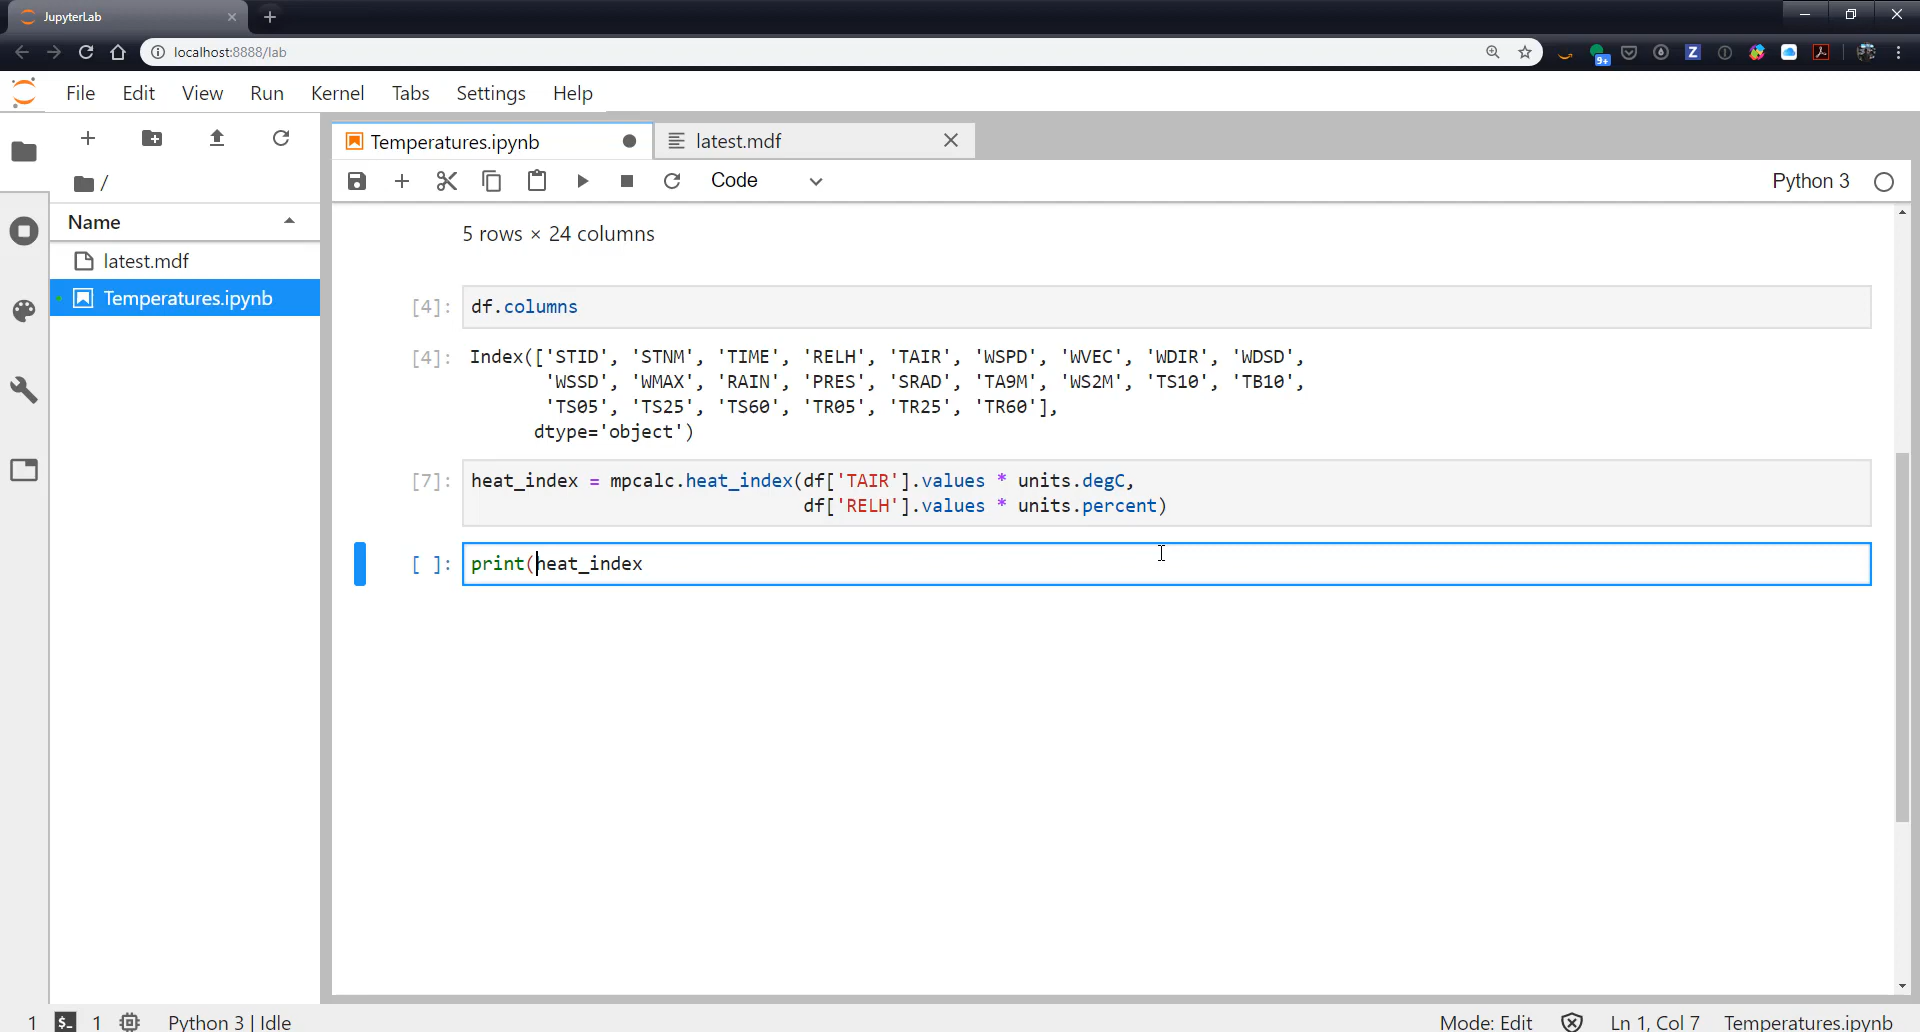 JupyterLab
localhost:8888/lab
9+
Z
File Edit View Run Kernel Tabs Settings Help
Temperatures.ipynb
latest.mdf
/
Code
Python 3
Name
latest.mdf
Temperatures.ipynb
5 rows × 24 columns
[4]: df.columns
[4]: Index(['STID', 'STNM', 'TIME', 'RELH', 'TAIR', 'WSPD', 'WVEC', 'WDIR', 'WDSD',
'WSSD', 'WMAX', 'RAIN', 'PRES', 'SRAD', 'TA9M', 'WS2M', 'TS10', 'TB10',
'TS05', 'TS25', 'TS60', 'TR05', 'TR25', 'TR60'],
dtype='object')
[7]: heat_index = mpcalc.heat_index(df['TAIR'].values * units.degC,
df['RELH'].values * units.percent)
[ ]: print(heat_index
1 $_ 1 Python 3 | Idle Mode: Edit Ln 1, Col 7 Temperatures.ipynb